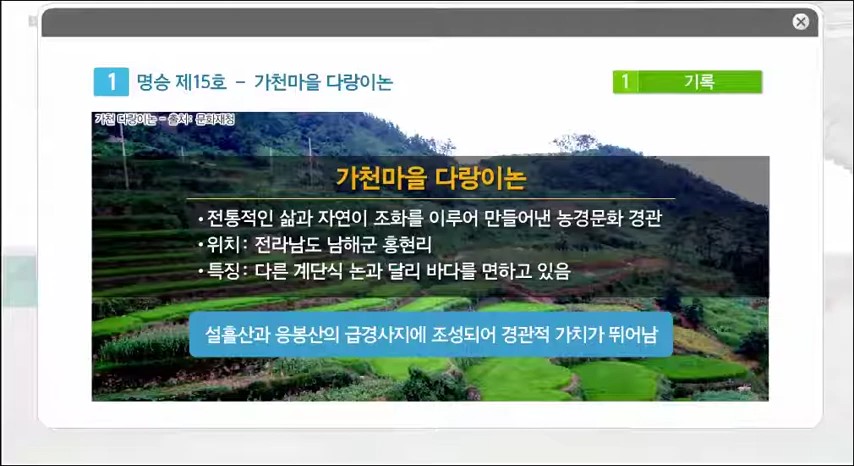 1 명승 제15호 – 가천마을 다랑이논
1 기록
가천 다랑이논 - 출처: 문화재청
가천마을 다랑이논
• 전통적인 삶과 자연이 조화를 이루어 만들어낸 농경문화 경관
• 위치: 전라남도 남해군 홍현리
• 특징: 다른 계단식 논과 달리 바다를 면하고 있음
설흘산과 응봉산의 급경사지에 조성되어 경관적 가치가 뛰어남